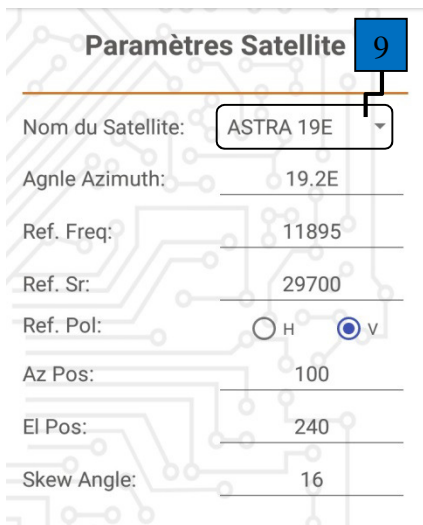 Paramètres Satellite
9
Nom du Satellite: ASTRA 19E
Agnle Azimuth: 19.2E
Ref. Freq: 11895
Ref. Sr: 29700
Ref. Pol: H V
Az Pos: 100
El Pos: 240
Skew Angle: 16